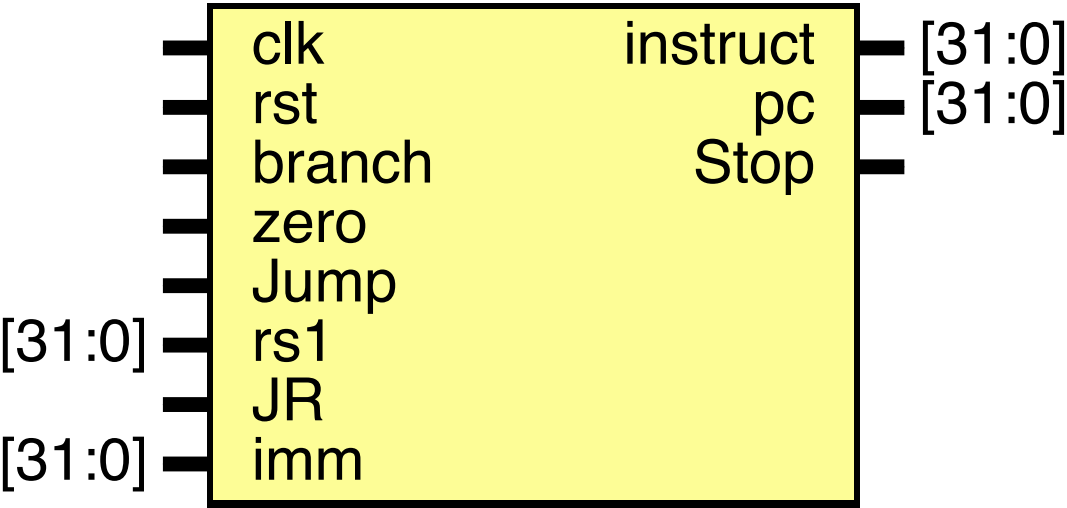 clk instruct [31:0]
rst pc [31:0]
branch Stop
zero
Jump
[31:0] rs1
JR
[31:0] imm